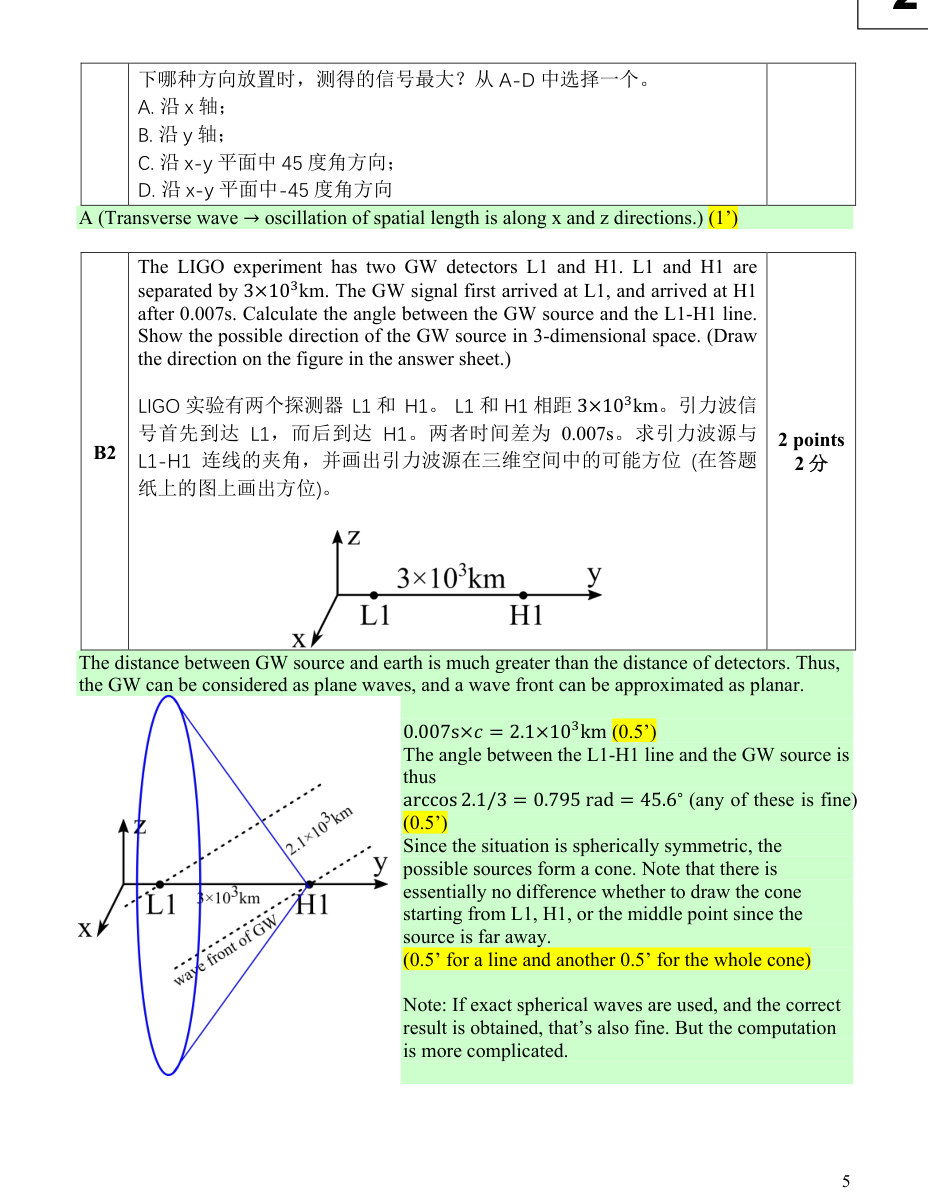 2
下哪种方向放置时，测得的信号最大？从 A-D 中选择一个。
A. 沿 x 轴；
B. 沿 y 轴；
C. 沿 x-y 平面中 45 度角方向；
D. 沿 x-y 平面中-45 度角方向
A (Transverse wave → oscillation of spatial length is along x and z directions.) (1’)
The LIGO experiment has two GW detectors L1 and H1. L1 and H1 are
separated by 3×10³km. The GW signal first arrived at L1, and arrived at H1
after 0.007s. Calculate the angle between the GW source and the L1-H1 line.
Show the possible direction of the GW source in 3-dimensional space. (Draw
the direction on the figure in the answer sheet.)
LIGO 实验有两个探测器 L1 和 H1。 L1 和 H1 相距 3×10³km。引力波信
号首先到达 L1，而后到达 H1。两者时间差为 0.007s。求引力波源与
L1-H1 连线的夹角，并画出引力波源在三维空间中的可能方位 (在答题
纸上的图上画出方位)。
B2
2 points
2 分
z
3×10³km
y
L1
H1
x
The distance between GW source and earth is much greater than the distance of detectors. Thus,
the GW can be considered as plane waves, and a wave front can be approximated as planar.
z
2.1×10³km
y
L1
3×10³km
H1
x
wave front of GW
0.007s×c = 2.1×10³km (0.5’)
The angle between the L1-H1 line and the GW source is
thus
arccos 2.1/3 = 0.795 rad = 45.6° (any of these is fine)
(0.5’)
Since the situation is spherically symmetric, the
possible sources form a cone. Note that there is
essentially no difference whether to draw the cone
starting from L1, H1, or the middle point since the
source is far away.
(0.5’ for a line and another 0.5’ for the whole cone)
Note: If exact spherical waves are used, and the correct
result is obtained, that’s also fine. But the computation
is more complicated.
5